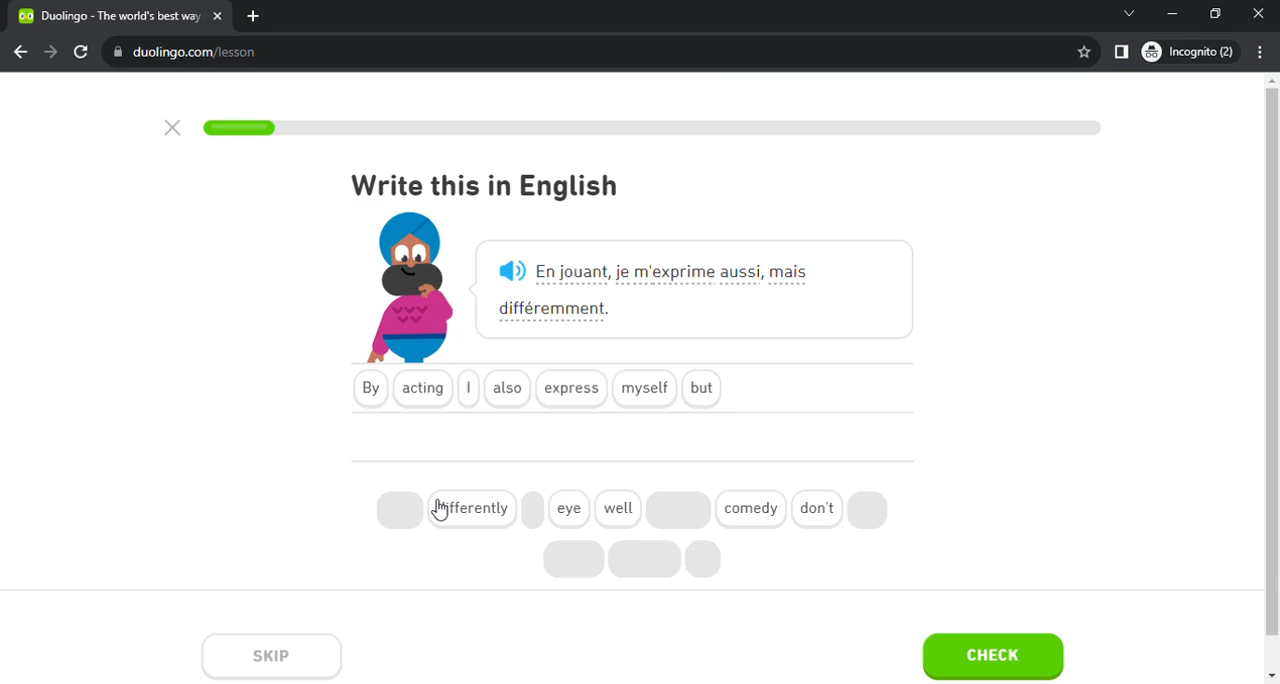 Duolingo - The world's best way
duolingo.com/lesson
Incognito (2)
Write this in English
En jouant, je m'exprime aussi, mais
différemment.
By acting I also express myself but
differently eye well comedy don't
SKIP CHECK